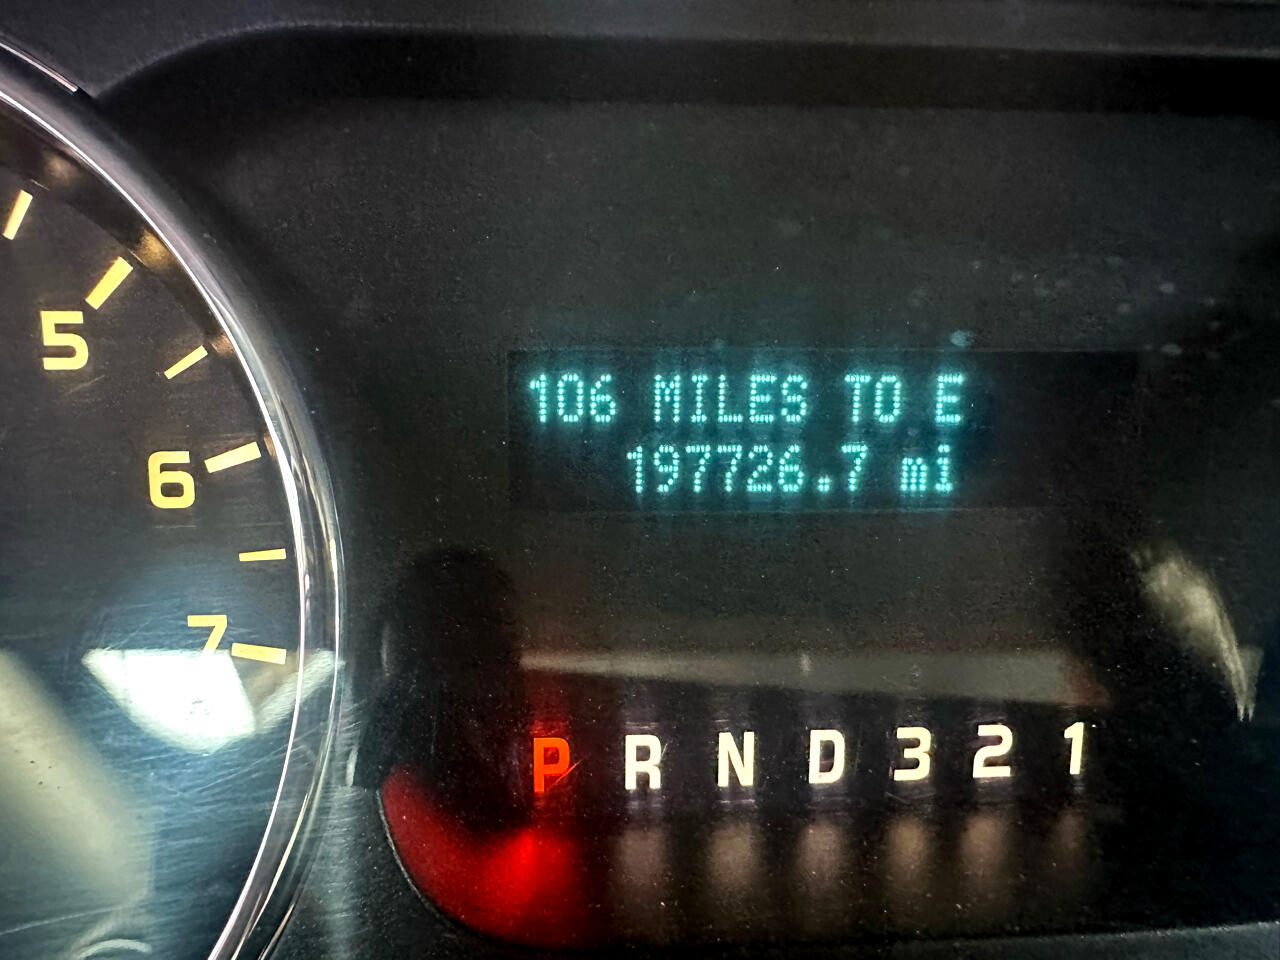 5
6
7
106 MILES TO E
197726.7 mi
P R N D 3 2 1